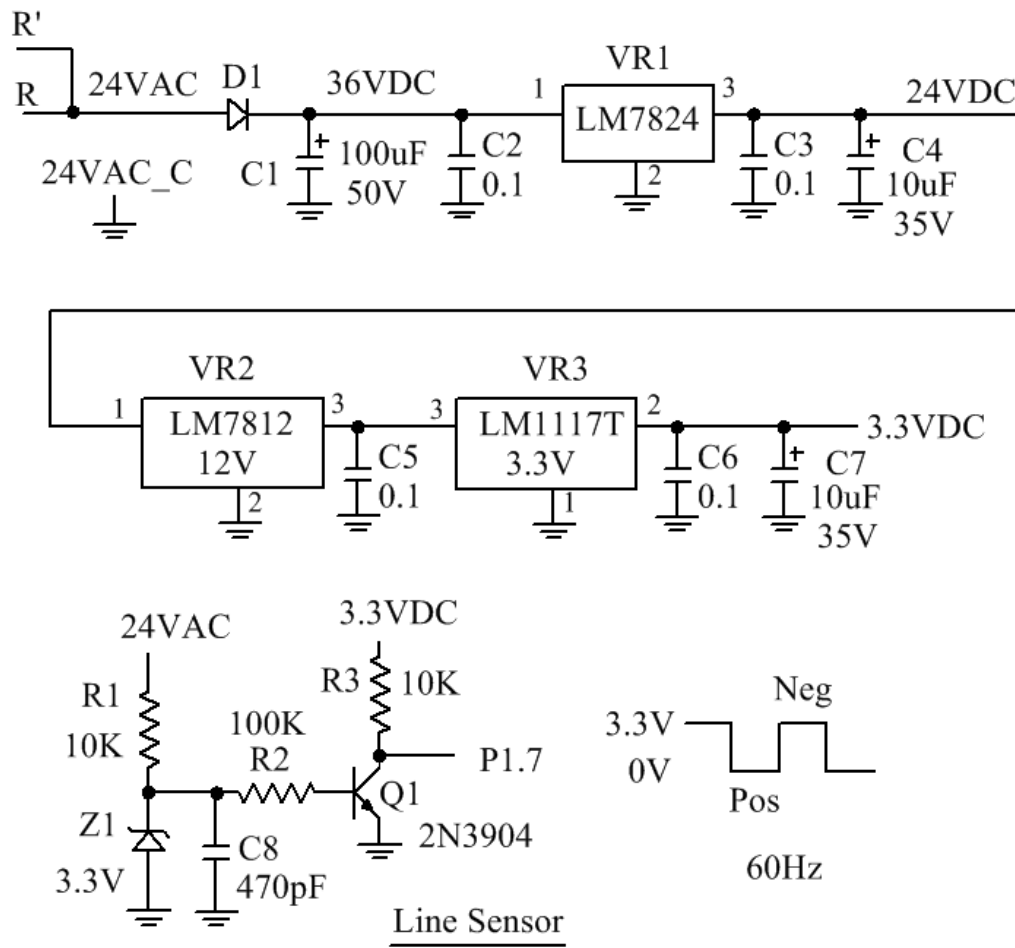 R'
R
24VAC
D1
36VDC
24VAC_C
C1
+
100uF
50V
C2
0.1
VR1
1
LM7824
3
2
24VDC
C3
0.1
+
C4
10uF
35V
VR2
1
LM7812
12V
3
2
C5
0.1
VR3
3
LM1117T
3.3V
2
1
3.3VDC
C6
0.1
+
C7
10uF
35V
24VAC
R1
10K
Z1
3.3V
C8
470pF
100K
R2
3.3VDC
R3
10K
P1.7
Q1
2N3904
Line Sensor
Neg
3.3V
0V
Pos
60Hz